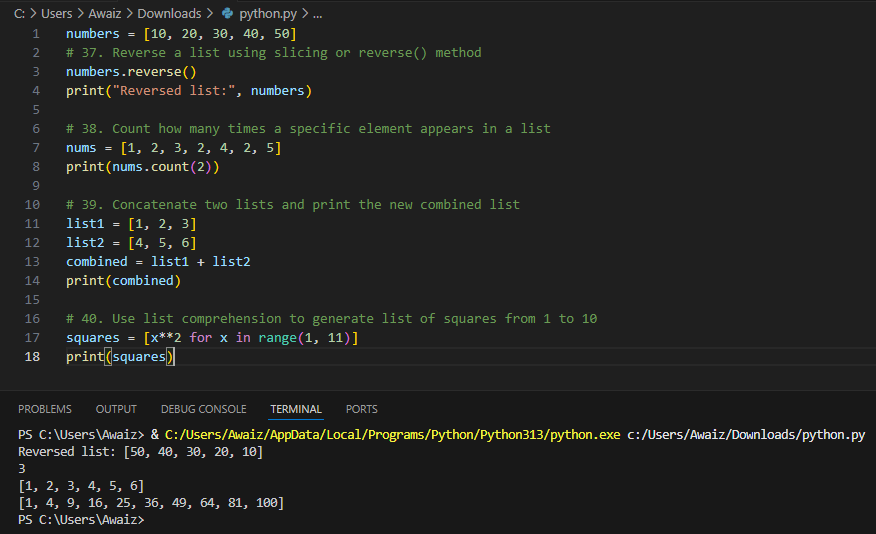 C: > Users > Awaiz > Downloads > python.py > ...
1 numbers = [10, 20, 30, 40, 50]
2 # 37. Reverse a list using slicing or reverse() method
3 numbers.reverse()
4 print("Reversed list:", numbers)
5
6 # 38. Count how many times a specific element appears in a list
7 nums = [1, 2, 3, 2, 4, 2, 5]
8 print(nums.count(2))
9
10 # 39. Concatenate two lists and print the new combined list
11 list1 = [1, 2, 3]
12 list2 = [4, 5, 6]
13 combined = list1 + list2
14 print(combined)
15
16 # 40. Use list comprehension to generate list of squares from 1 to 10
17 squares = [x**2 for x in range(1, 11)]
18 print(squares)
PROBLEMS OUTPUT DEBUG CONSOLE TERMINAL PORTS
PS C:\Users\Awaiz> & C:/Users/Awaiz/AppData/Local/Programs/Python/Python313/python.exe c:/Users/Awaiz/Downloads/python.py
Reversed list: [50, 40, 30, 20, 10]
3
[1, 2, 3, 4, 5, 6]
[1, 4, 9, 16, 25, 36, 49, 64, 81, 100]
PS C:\Users\Awaiz>